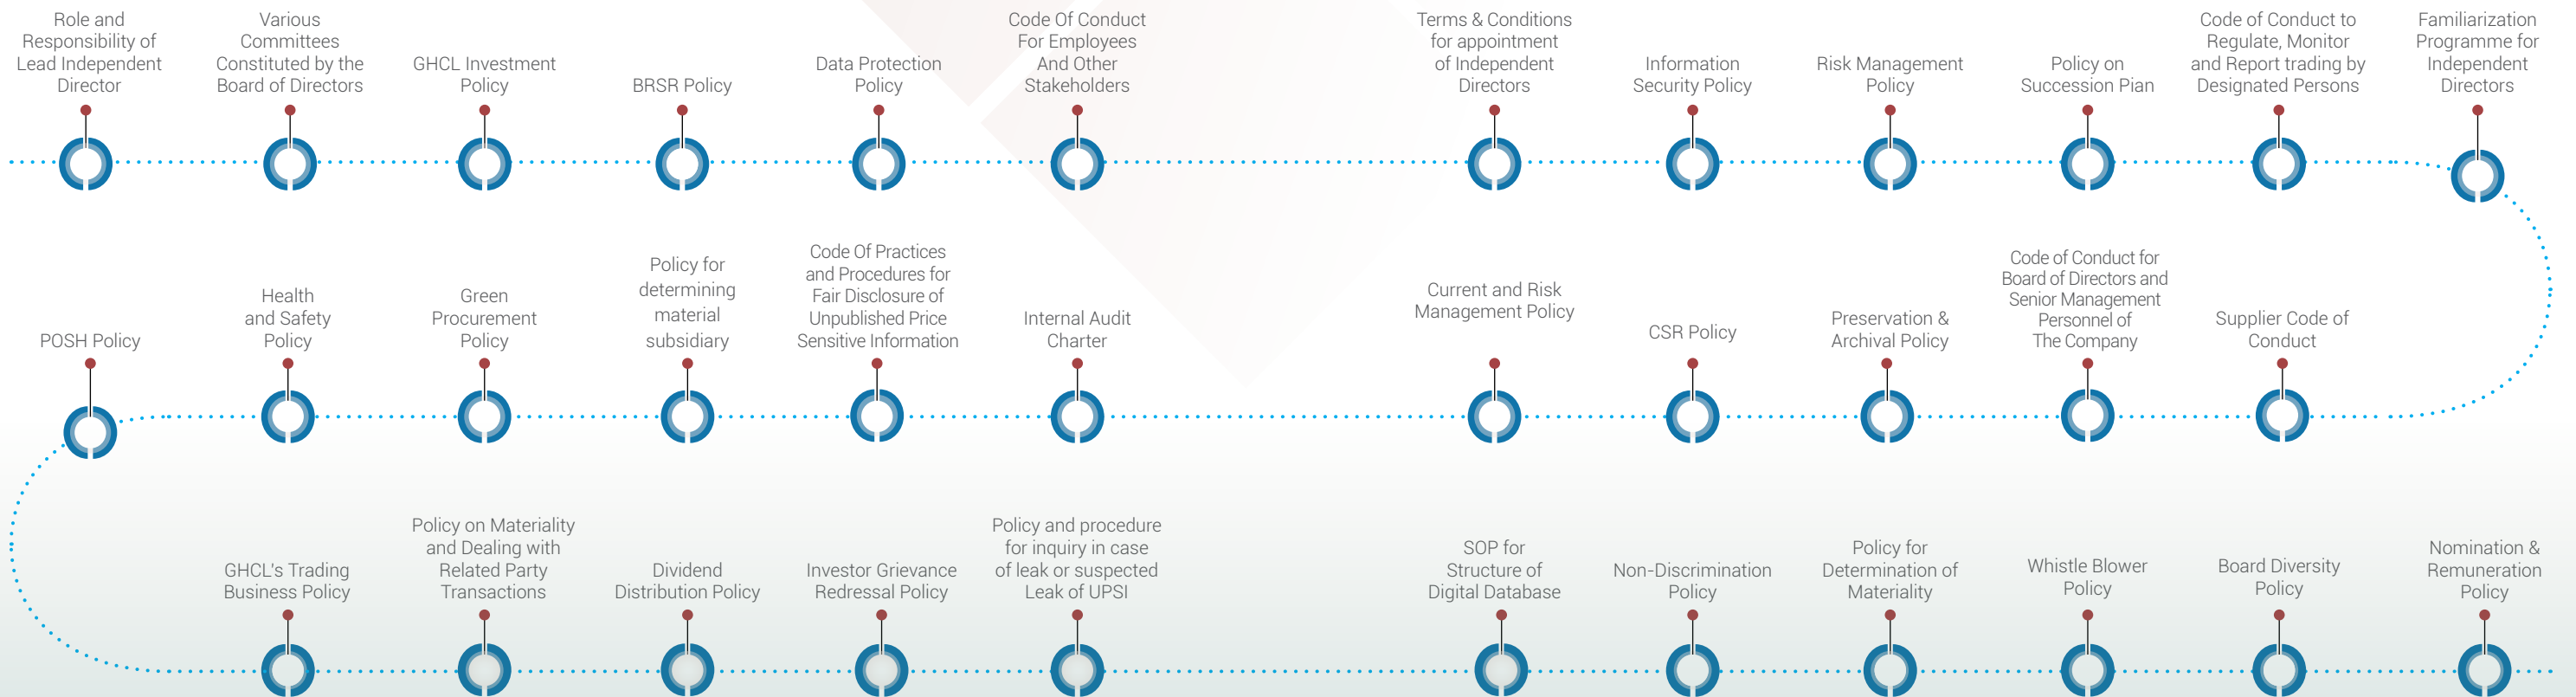 Role and
Responsibility of
Lead Independent
Director
Various
Committees
Constituted by the
Board of Directors
GHCL Investment
Policy
BRSR Policy
Data Protection
Policy
Code Of Conduct
For Employees
And Other
Stakeholders
Terms & Conditions
for appointment
of Independent
Directors
Information
Security Policy
Risk Management
Policy
Policy on
Succession Plan
Code of Conduct to
Regulate, Monitor
and Report trading by
Designated Persons
Familiarization
Programme for
Independent
Directors
POSH Policy
Health
and Safety
Policy
Green
Procurement
Policy
Policy for
determining
material
subsidiary
Code Of Practices
and Procedures for
Fair Disclosure of
Unpublished Price
Sensitive Information
Internal Audit
Charter
Current and Risk
Management Policy
CSR Policy
Preservation &
Archival Policy
Code of Conduct for
Board of Directors and
Senior Management
Personnel of
The Company
Supplier Code of
Conduct
GHCL's Trading
Business Policy
Policy on Materiality
and Dealing with
Related Party
Transactions
Dividend
Distribution Policy
Investor Grievance
Redressal Policy
Policy and procedure
for inquiry in case
of leak or suspected
Leak of UPSI
SOP for
Structure of
Digital Database
Non-Discrimination
Policy
Policy for
Determination of
Materiality
Whistle Blower
Policy
Board Diversity
Policy
Nomination &
Remuneration
Policy